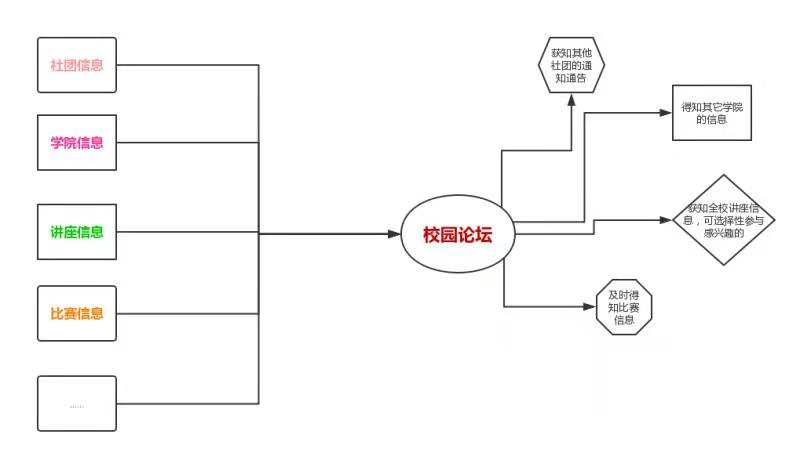 社团信息
学院信息
讲座信息
比赛信息
……
校园论坛
获知其他
社团的通
知通告
得知其它学院
的信息
获知全校讲座信
息，可选择性参与
感兴趣的
及时得
知比赛
信息